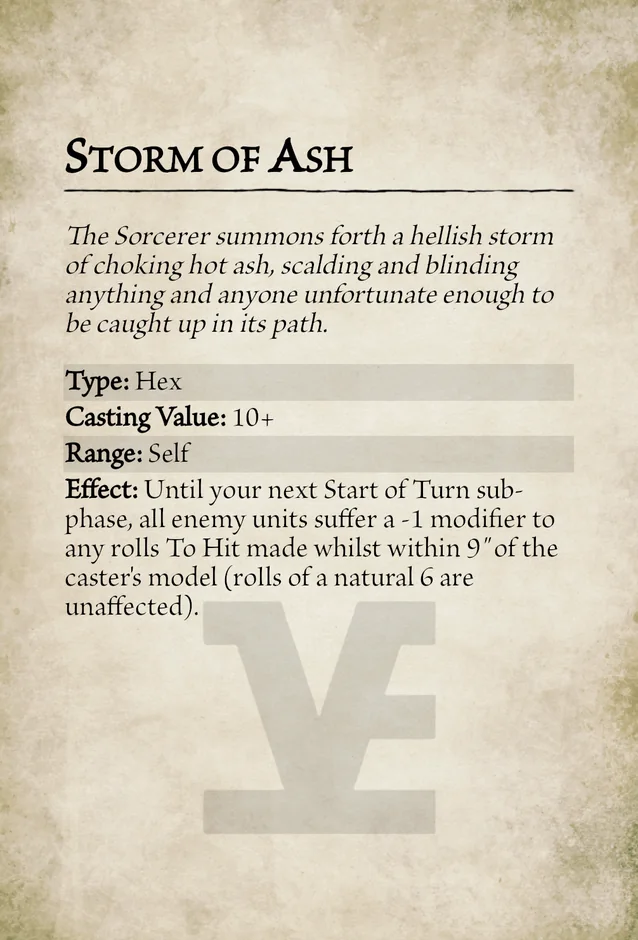 Storm of Ash
The Sorcerer summons forth a hellish storm
of choking hot ash, scalding and blinding
anything and anyone unfortunate enough to
be caught up in its path.
Type: Hex
Casting Value: 10+
Range: Self
Effect: Until your next Start of Turn sub-
phase, all enemy units suffer a -1 modifier to
any rolls To Hit made whilst within 9" of the
caster's model (rolls of a natural 6 are
unaffected).